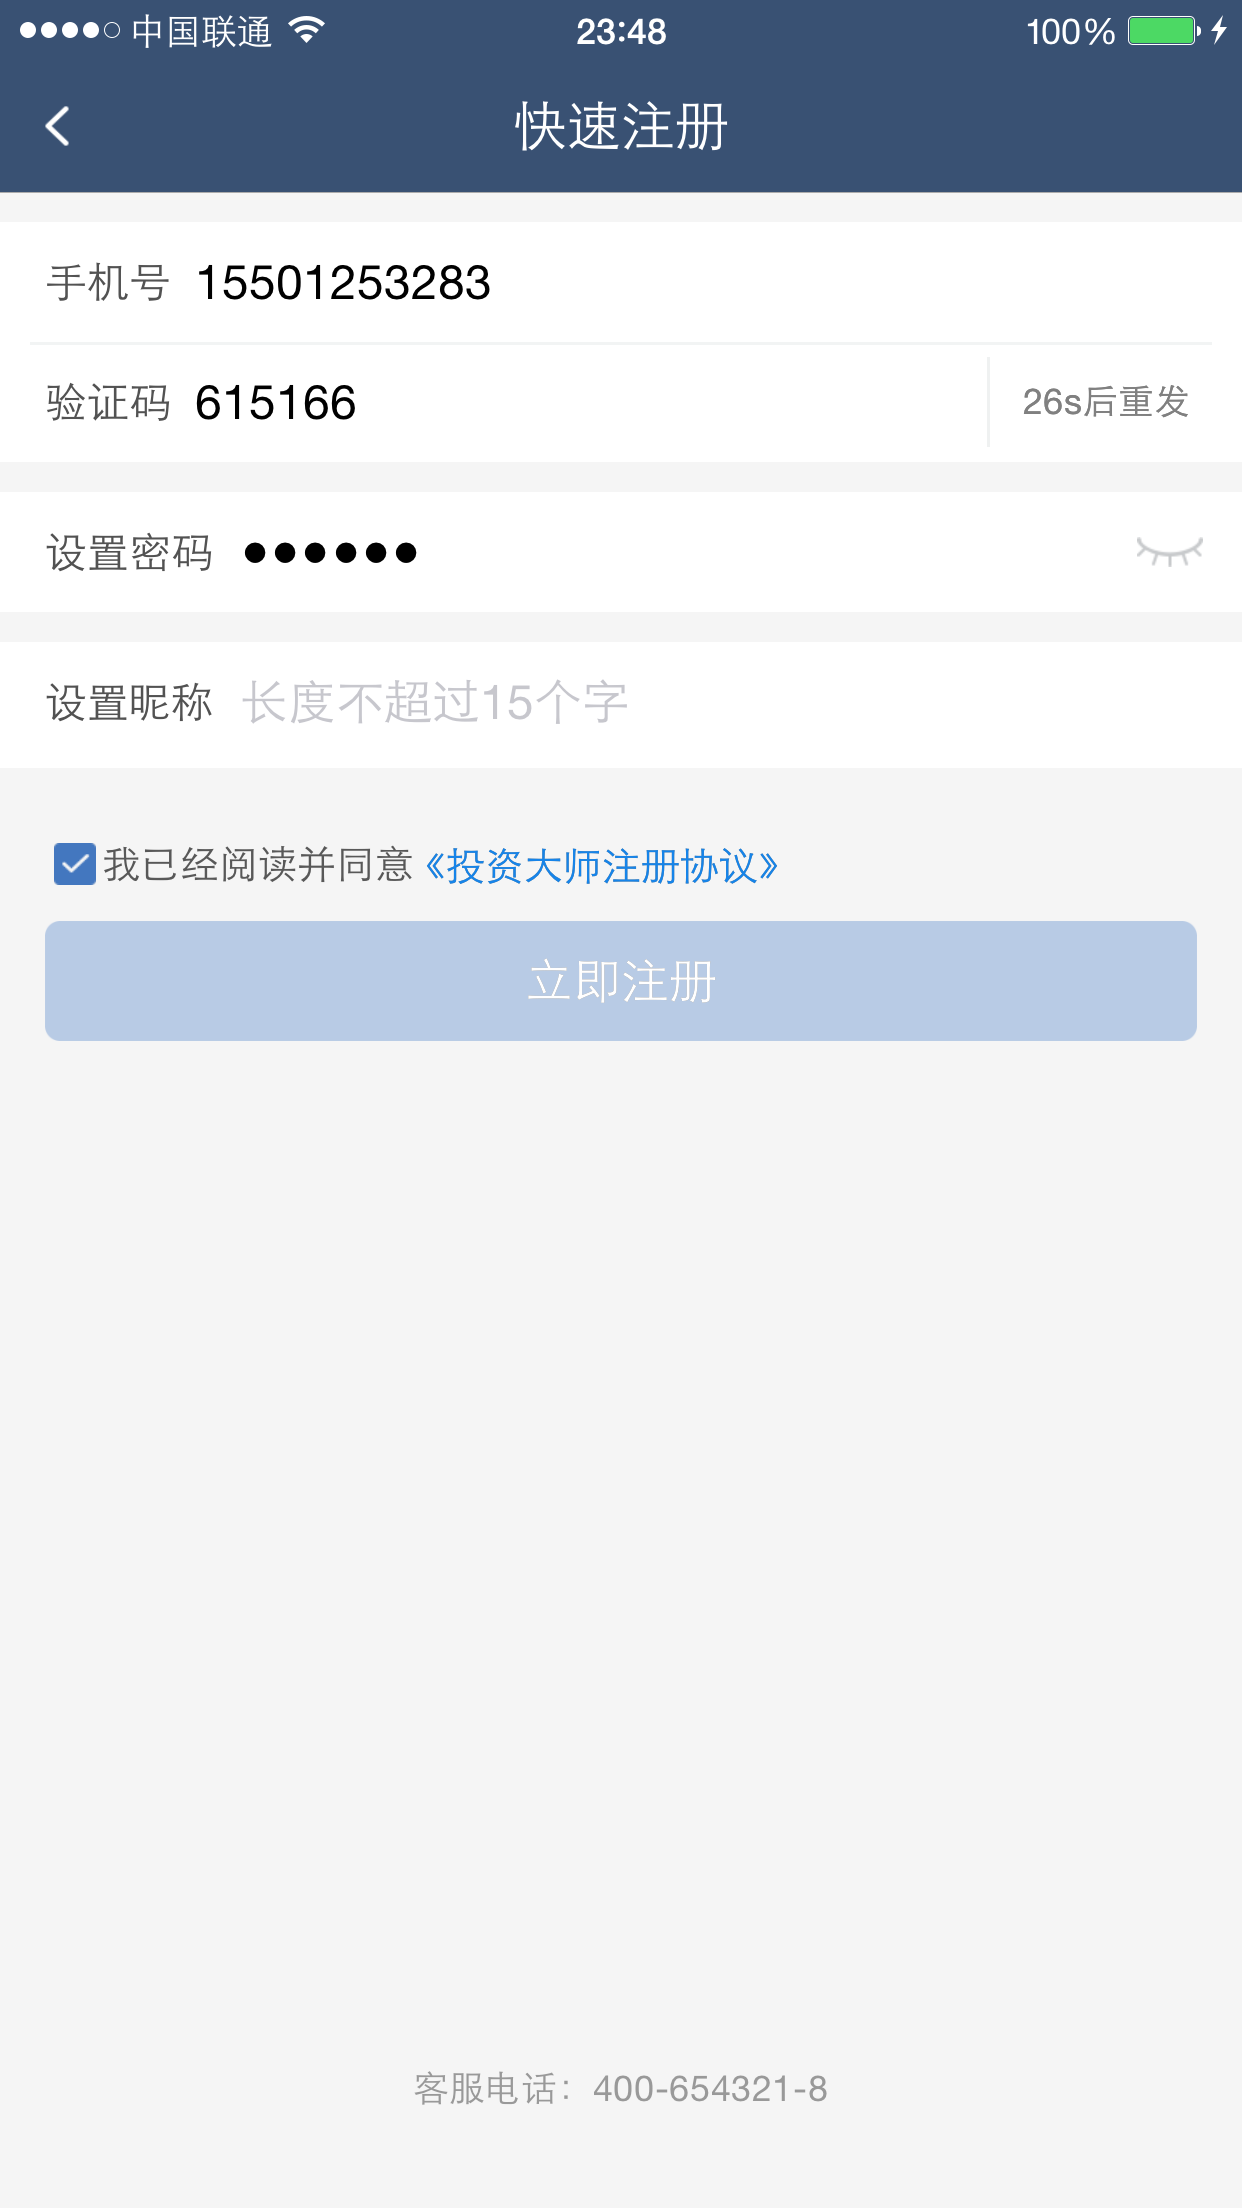 中国联通 23:48 100%
快速注册
手机号 15501253283
验证码 615166 26s后重发
设置密码 ●●●●●●
设置昵称 长度不超过15个字
我已经阅读并同意《投资大师注册协议》
立即注册
客服电话：400-654321-8